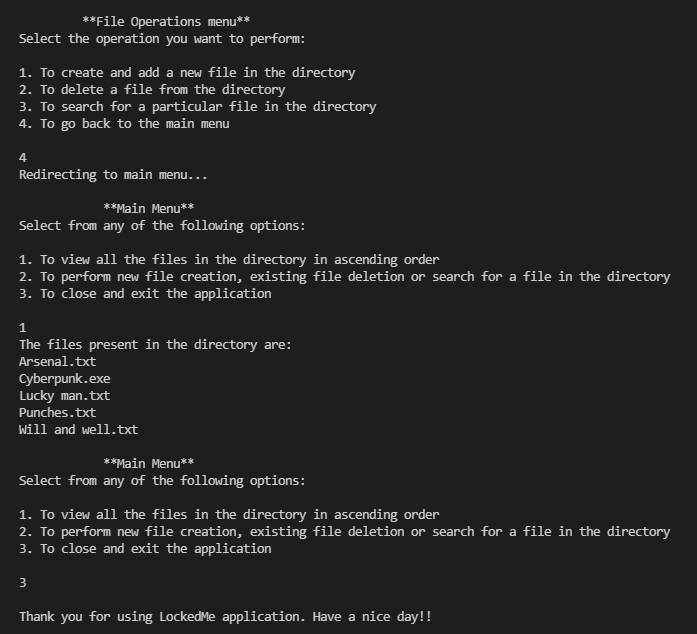 **File Operations menu**
Select the operation you want to perform:
1. To create and add a new file in the directory
2. To delete a file from the directory
3. To search for a particular file in the directory
4. To go back to the main menu
4
Redirecting to main menu...
**Main Menu**
Select from any of the following options:
1. To view all the files in the directory in ascending order
2. To perform new file creation, existing file deletion or search for a file in the directory
3. To close and exit the application
1
The files present in the directory are:
Arsenal.txt
Cyberpunk.exe
Lucky man.txt
Punches.txt
Will and well.txt
**Main Menu**
Select from any of the following options:
1. To view all the files in the directory in ascending order
2. To perform new file creation, existing file deletion or search for a file in the directory
3. To close and exit the application
3
Thank you for using LockedMe application. Have a nice day!!